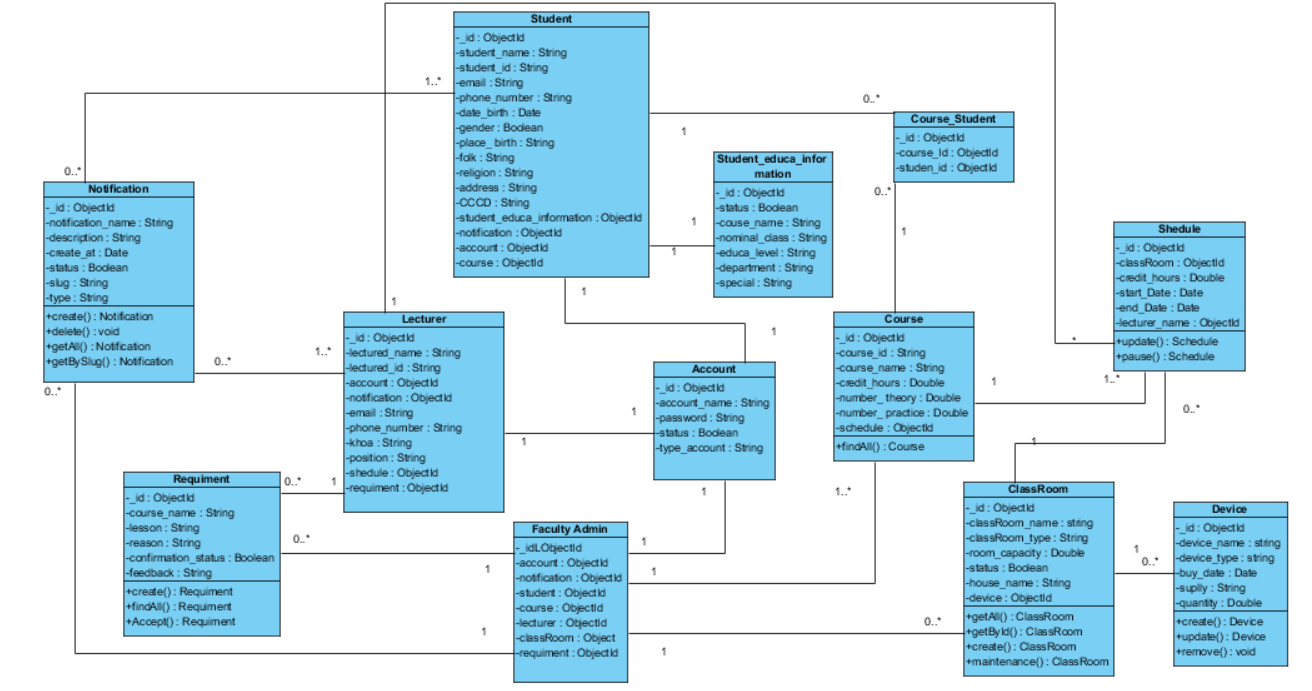 Student
-_id : ObjectId
-student_name : String
-student_id : String
-email : String
-phone_number : String
-date_birth : Date
-gender : Boolean
-place_birth : String
-folk : String
-religion : String
-address : String
-CCCD : String
-student_educa_information : ObjectId
-notification : ObjectId
-account : ObjectId
-course : ObjectId
1..*
0..*
1
Course_Student
-_id : ObjectId
-course_Id : ObjectId
-studen_id : ObjectId
0..*
1
Student_educa_infor
mation
-_id : ObjectId
-status : Boolean
-couse_name : String
-nominal_class : String
-educa_level : String
-department : String
-special : String
1
1
0..*
Notification
-_id : ObjectId
-notification_name : String
-description : String
-create_at : Date
-status : Boolean
-slug : String
-type : String
+create() : Notification
+delete() : void
+getAll() : Notification
+getBySlug() : Notification
0..*
0..*
1..*
1
Lecturer
-_id : ObjectId
-lectured_name : String
-lectured_id : String
-account : ObjectId
-notification : ObjectId
-email : String
-phone_number : String
-khoa : String
-position : String
-shedule : ObjectId
-requiment : ObjectId
1
1
Account
-_id : ObjectId
-account_name : String
-password : String
-status : Boolean
-type_account : String
1
1
1
Course
-_id : ObjectId
-course_id : String
-course_name : String
-credit_hours : Double
-number_ theory : Double
-number_ practice : Double
-schedule : ObjectId
+findAll() : Course
1
1..*
1..*
Shedule
-_id : ObjectId
-classRoom : ObjectId
-credit_hours : Double
-start_Date : Date
-end_Date : Date
-lecturer_name : ObjectId
+update() : Schedule
+pause() : Schedule
*
0..*
1
Requiment
-_id : ObjectId
-course_name : String
-lesson : String
-reason : String
-confirmation_status : Boolean
-feedback : String
+create() : Requiment
+findAll() : Requiment
+Accept() : Requiment
0..*
1
0..*
1
Faculty Admin
-_idLObjectId
-account : ObjectId
-notification : ObjectId
-student : ObjectId
-course : ObjectId
-lecturer : ObjectId
-classRoom : Object
-requiment : ObjectId
1
1
1
1
0..*
ClassRoom
-_id : ObjectId
-classRoom_name : string
-classRoom_type : String
-room_capacity : Double
-status : Boolean
-house_name : String
-device : ObjectId
+getAll() : ClassRoom
+getById() : ClassRoom
+create() : ClassRoom
+maintenance() : ClassRoom
1
0..*
Device
-_id : ObjectId
-device_name : string
-device_type : string
-buy_date : Date
-suplly : String
-quantity : Double
+create() : Device
+update() : Device
+remove() : void